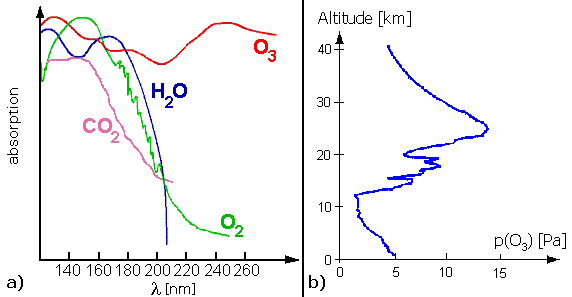 absorption
O3
H2O
CO2
O2
140 160 180 200 220 240 260
λ [nm]
a)
Altitude [km]
40
30
20
10
0
0 5 10 15
p(O3) [Pa]
b)